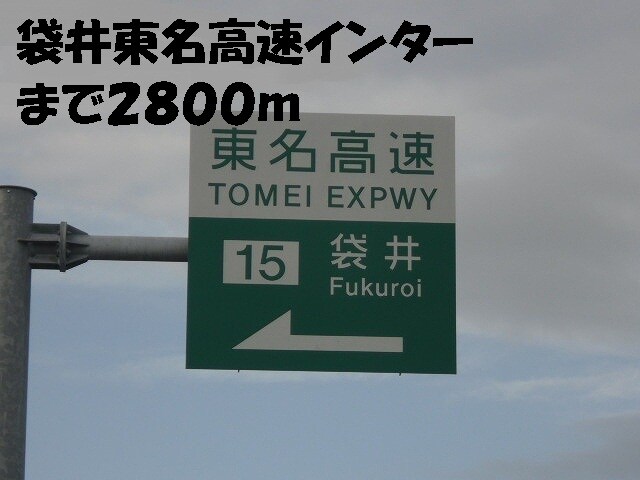 袋井東名高速インター
まで2800m
東名高速
TOMEI EXPWY
15 袋井
Fukuroi